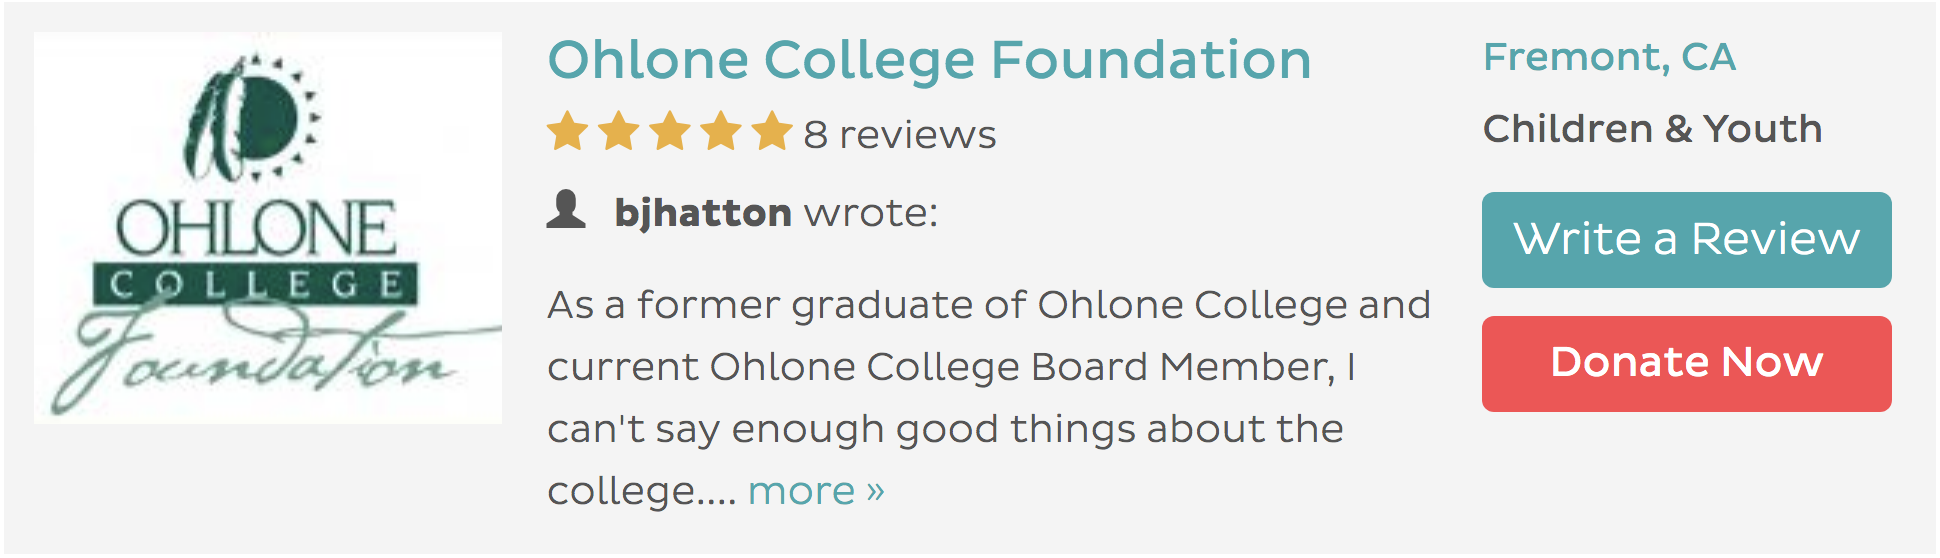 OHLONE
COLLEGE
Foundation
Ohlone College Foundation
8 reviews
bjhatton wrote:
As a former graduate of Ohlone College and
current Ohlone College Board Member, I
can't say enough good things about the
college.... more »
Fremont, CA
Children & Youth
Write a Review
Donate Now